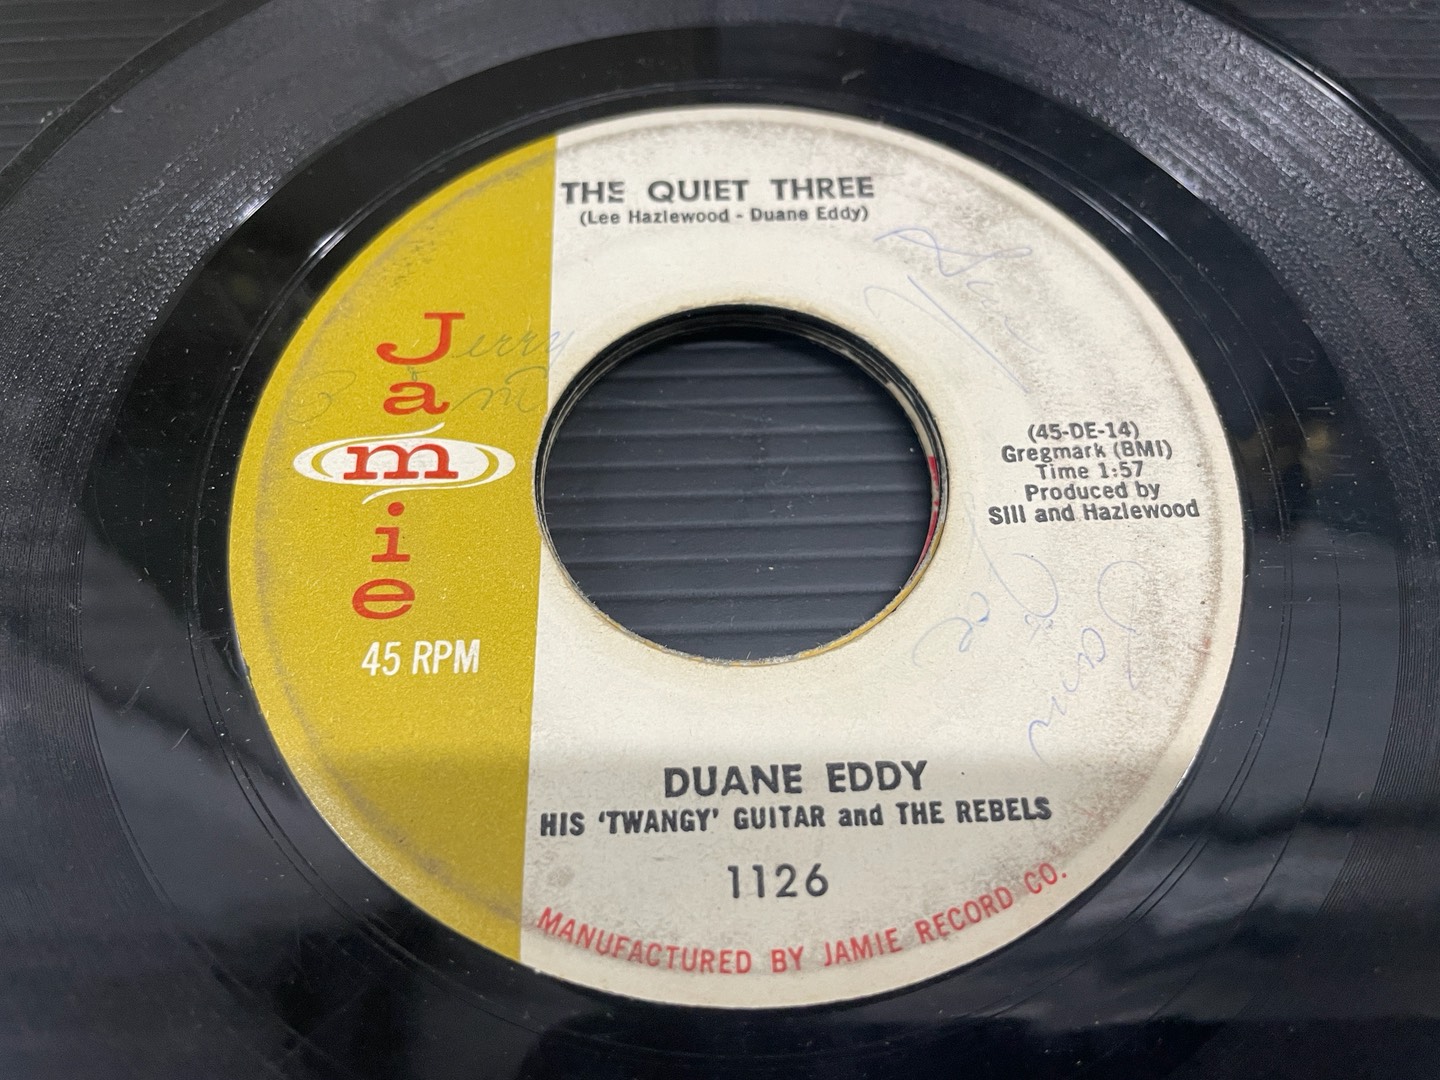 THE QUIET THREE
(Lee Hazlewood - Duane Eddy)
Jamie
Jerry
45 RPM
(45-DE-14)
Gregmark (BMI)
Time 1:57
Produced by
Sill and Hazlewood
DUANE EDDY
HIS 'TWANGY' GUITAR and THE REBELS
1126
MANUFACTURED BY JAMIE RECORD CO.